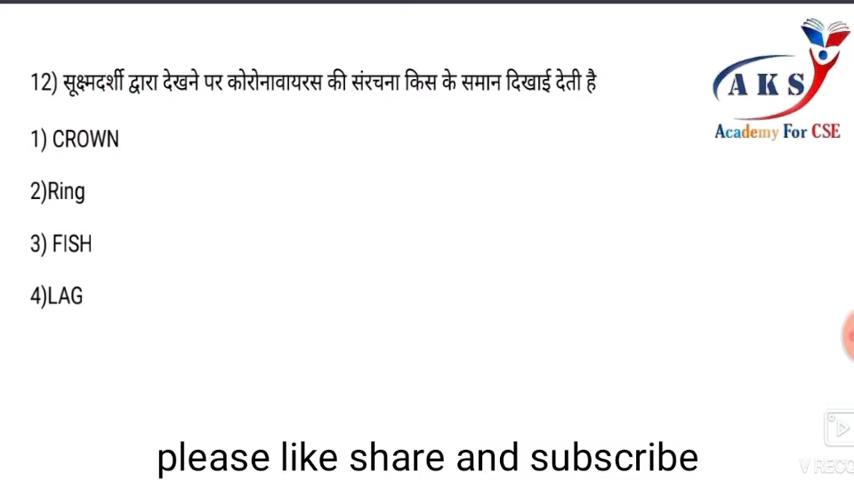 12) सूक्ष्मदर्शी द्वारा देखने पर कोरोनावायरस की संरचना किस के समान दिखाई देती है
1) CROWN
2)Ring
3) FISH
4)LAG
AKS
Academy For CSE
please like share and subscribe
V RECO